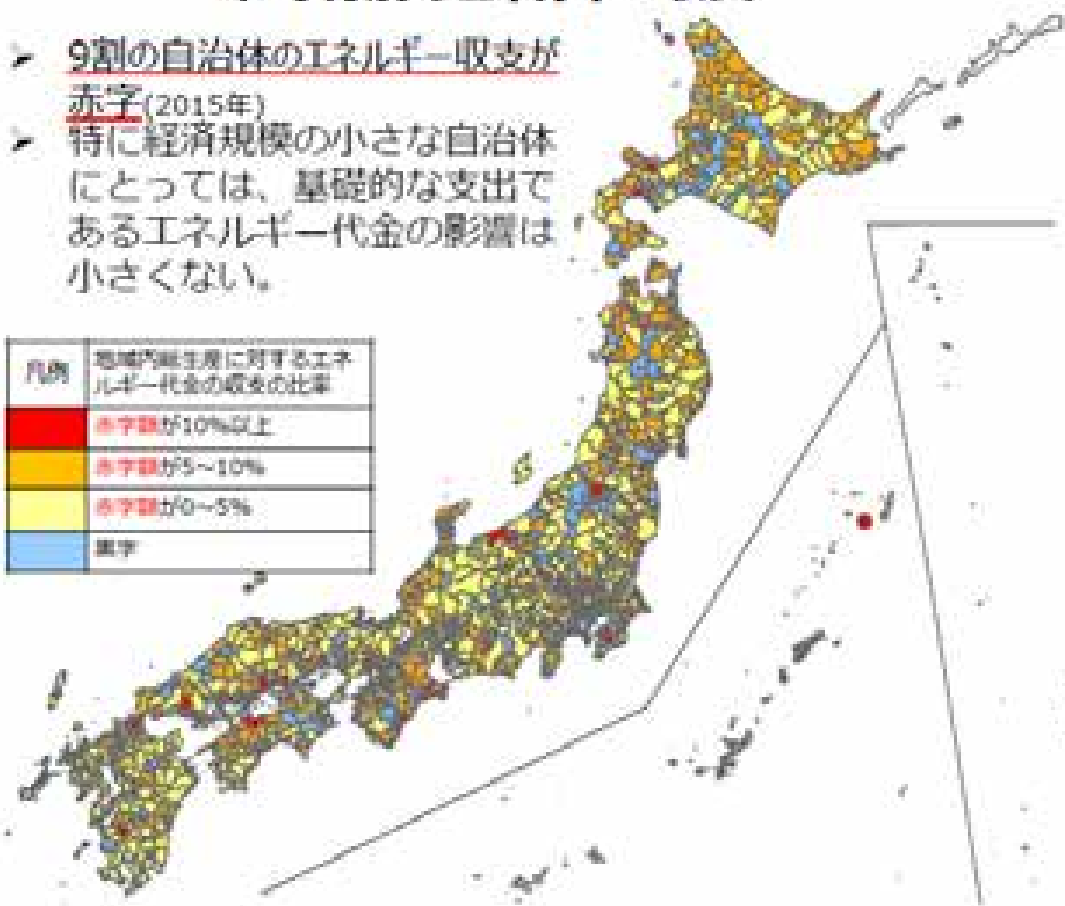 9割の自治体のエネルギー収支が
赤字(2015年)
特に経済規模の小さな自治体
にとっては、基礎的な支出で
あるエネルギー代金の影響は
小さくない。
凡例
地域内総生産に対するエネ
ルギー代金の収支の比率
赤字額が10%以上
赤字額が5~10%
赤字額が0~5%
黒字